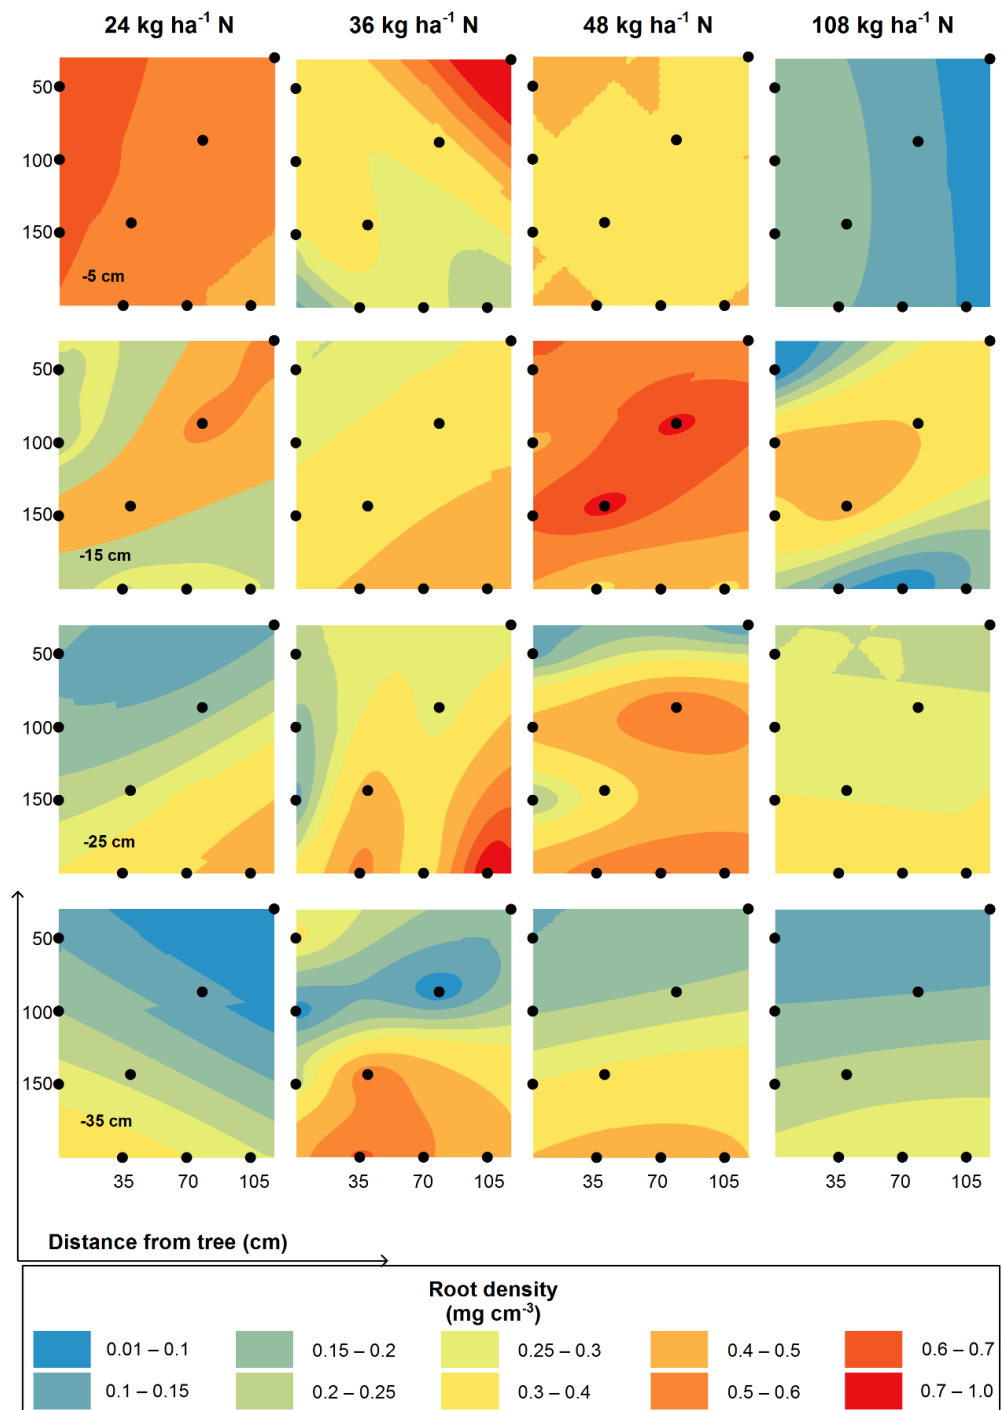 24 kg ha⁻¹ N 36 kg ha⁻¹ N 48 kg ha⁻¹ N 108 kg ha⁻¹ N
50
100
150
-5 cm
50
100
150
-15 cm
50
100
150
-25 cm
50
100
150
-35 cm
35 70 105 35 70 105 35 70 105 35 70 105
Distance from tree (cm)
Root density
(mg cm⁻³)
0.01 – 0.1 0.15 – 0.2 0.25 – 0.3 0.4 – 0.5 0.6 – 0.7
0.1 – 0.15 0.2 – 0.25 0.3 – 0.4 0.5 – 0.6 0.7 – 1.0